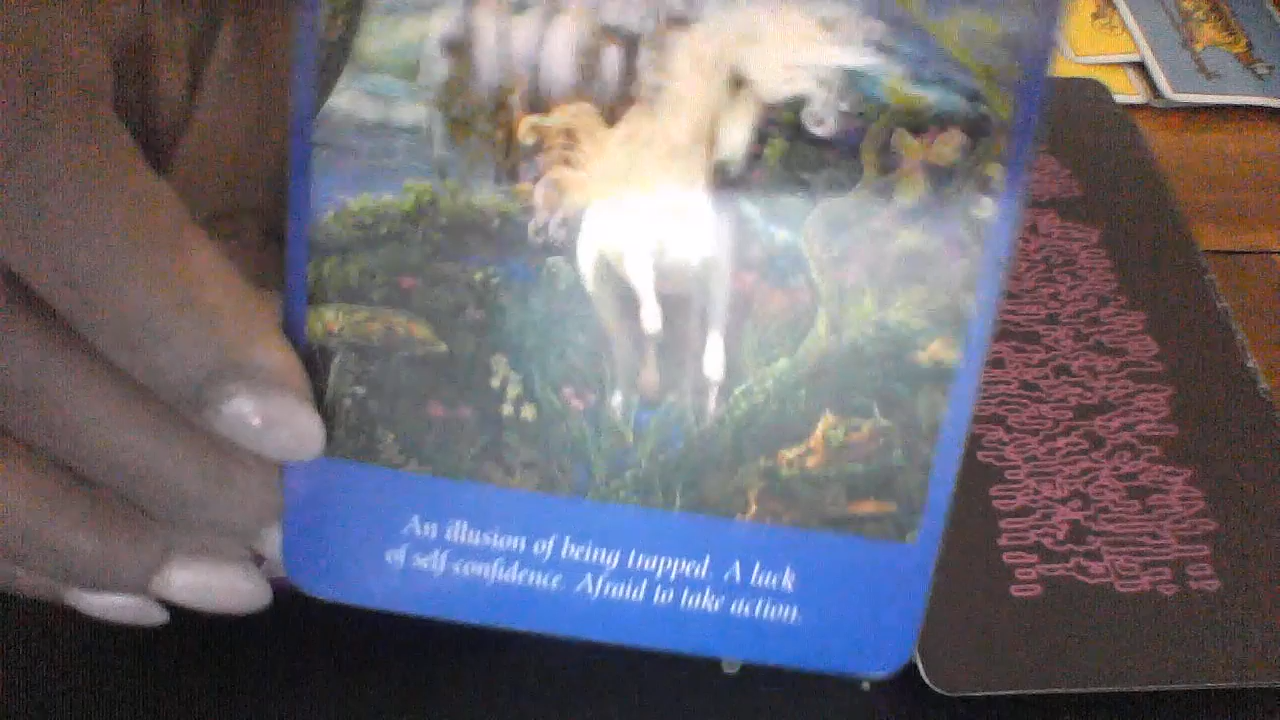 An illusion of being trapped. A lack
of self-confidence. Afraid to take action.